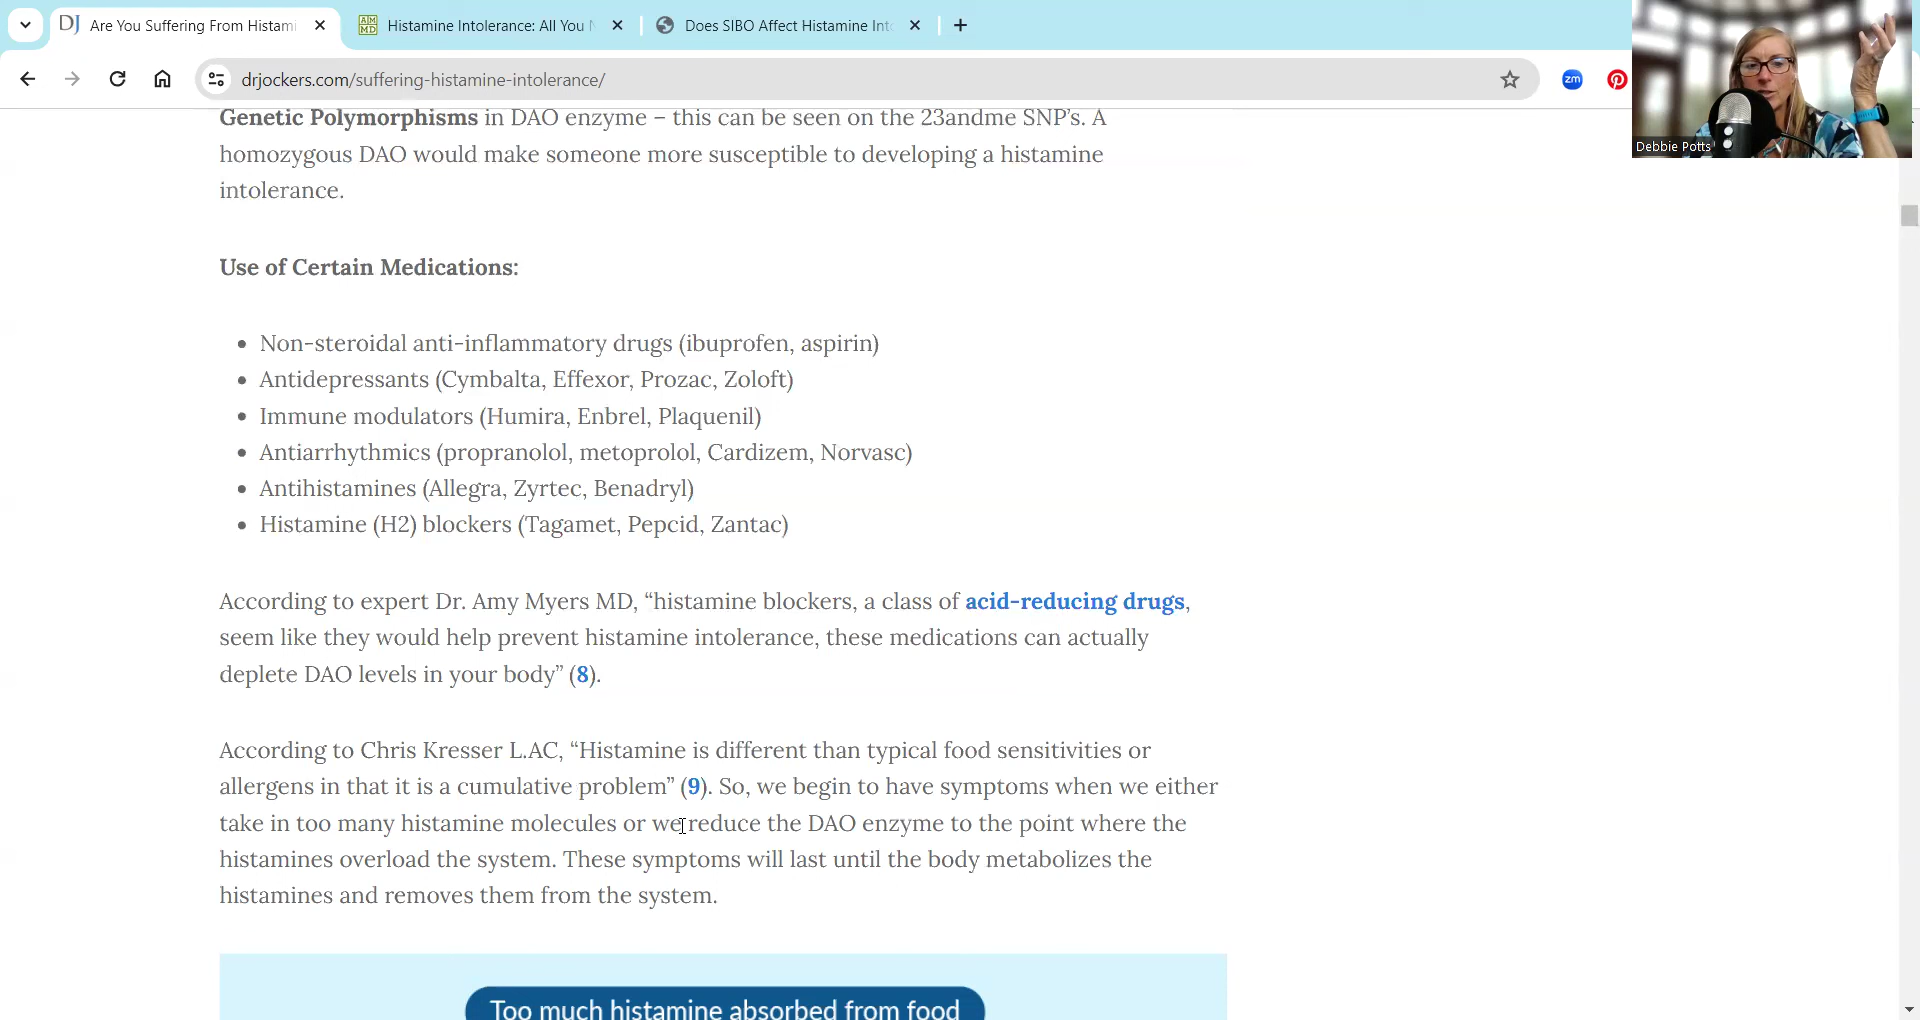 Are You Suffering From Histami
Histamine Intolerance: All You N
Does SIBO Affect Histamine Into
drjockers.com/suffering-histamine-intolerance/
zm
Debbie Potts
Genetic Polymorphisms in DAO enzyme – this can be seen on the 23andme SNP's. A
homozygous DAO would make someone more susceptible to developing a histamine
intolerance.
Use of Certain Medications:
Non-steroidal anti-inflammatory drugs (ibuprofen, aspirin)
Antidepressants (Cymbalta, Effexor, Prozac, Zoloft)
Immune modulators (Humira, Enbrel, Plaquenil)
Antiarrhythmics (propranolol, metoprolol, Cardizem, Norvasc)
Antihistamines (Allegra, Zyrtec, Benadryl)
Histamine (H2) blockers (Tagamet, Pepcid, Zantac)
According to expert Dr. Amy Myers MD, “histamine blockers, a class of acid-reducing drugs,
seem like they would help prevent histamine intolerance, these medications can actually
deplete DAO levels in your body” (8).
According to Chris Kresser L.AC, “Histamine is different than typical food sensitivities or
allergens in that it is a cumulative problem” (9). So, we begin to have symptoms when we either
take in too many histamine molecules or we reduce the DAO enzyme to the point where the
histamines overload the system. These symptoms will last until the body metabolizes the
histamines and removes them from the system.
Too much histamine absorbed from food